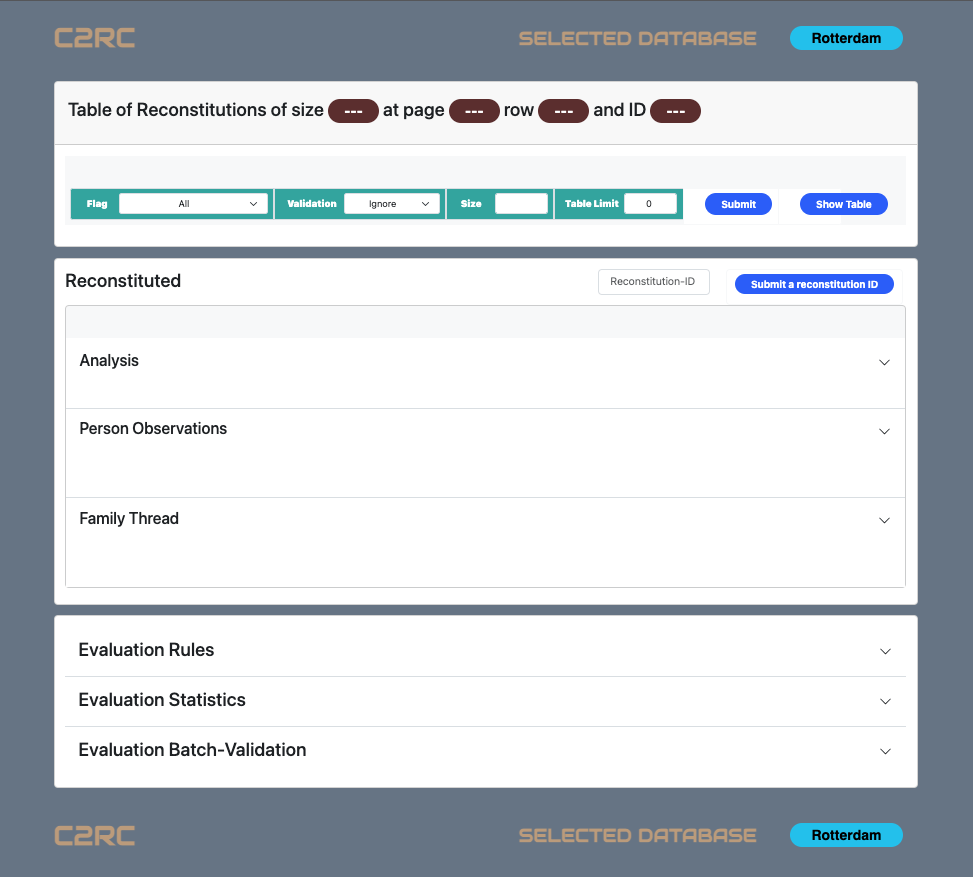 C2RC SELECTED DATABASE Rotterdam
Table of Reconstitutions of size --- at page --- row --- and ID ---
Flag All Validation Ignore Size Table Limit 0 Submit Show Table
Reconstituted Reconstitution-ID Submit a reconstitution ID
Analysis
Person Observations
Family Thread
Evaluation Rules
Evaluation Statistics
Evaluation Batch-Validation
C2RC SELECTED DATABASE Rotterdam